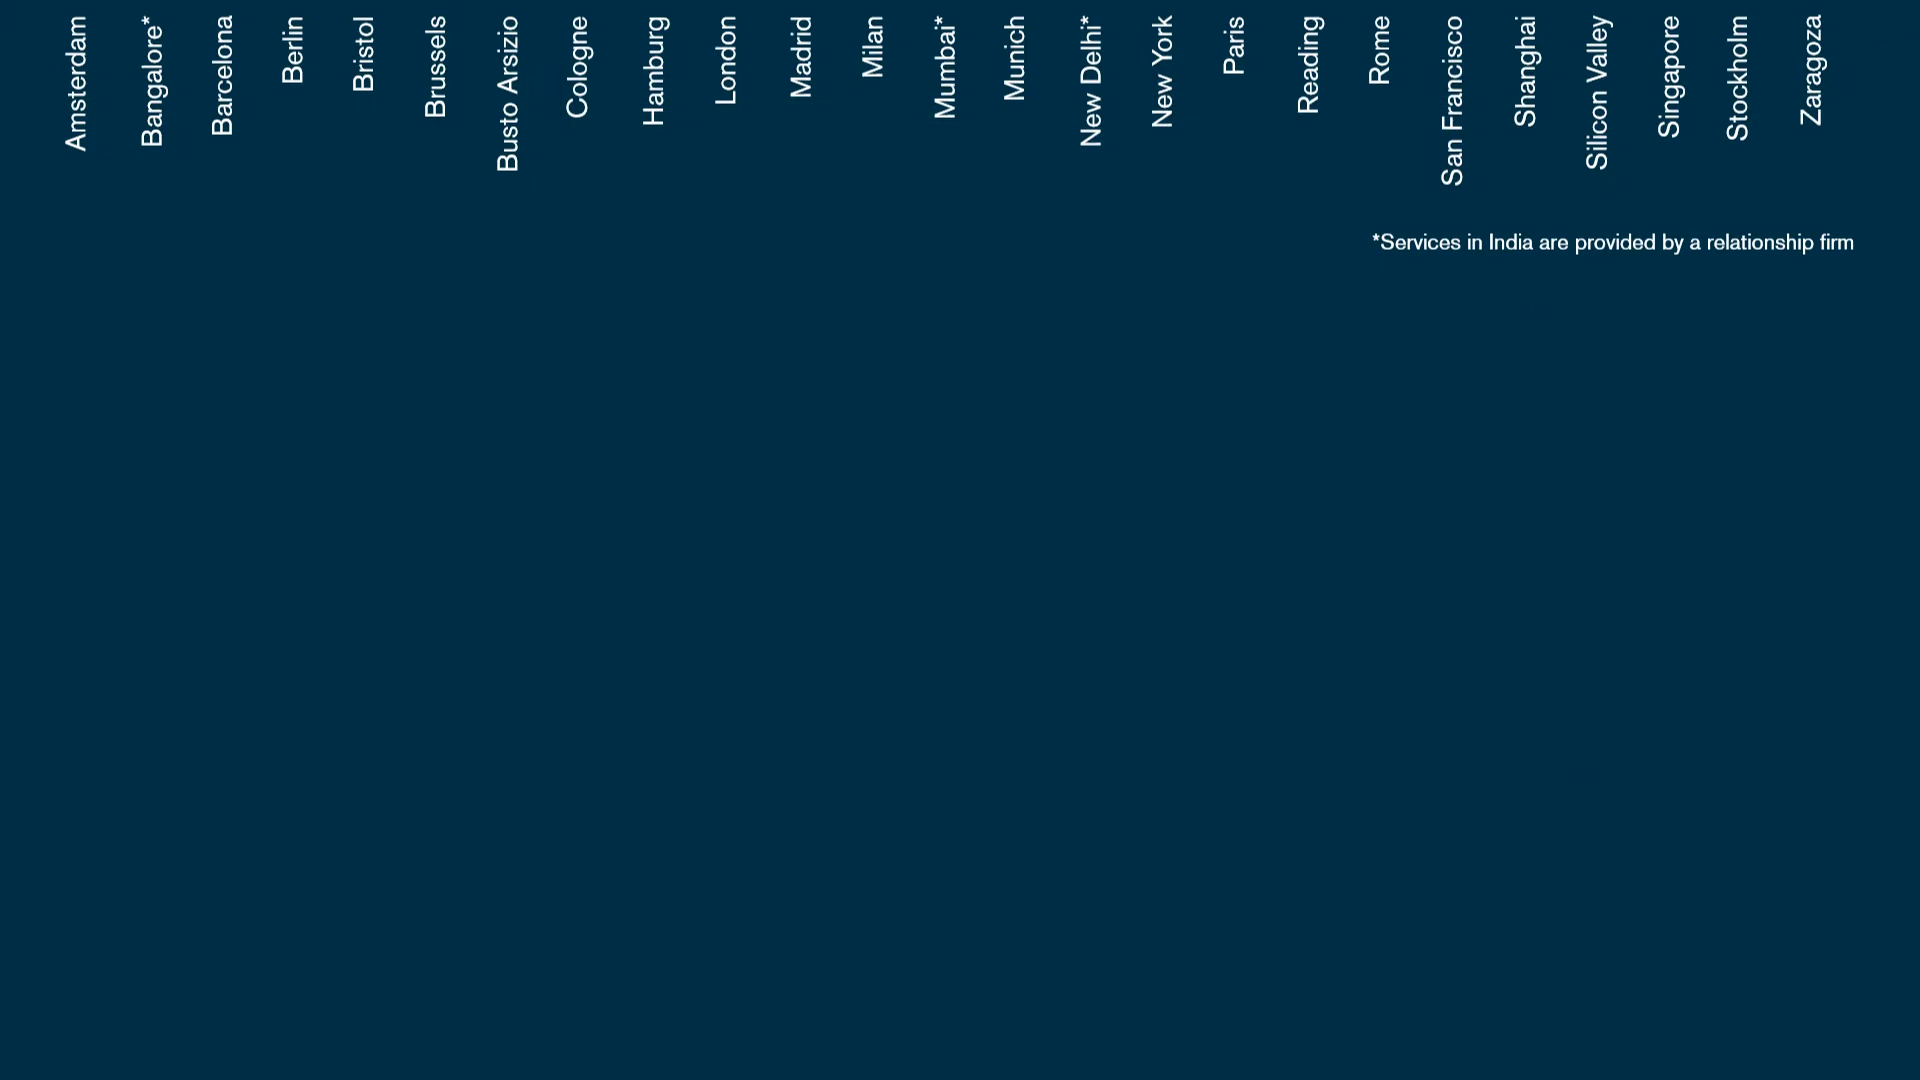 Amsterdam
Bangalore*
Barcelona
Berlin
Bristol
Brussels
Busto Arsizio
Cologne
Hamburg
London
Madrid
Milan
Mumbai*
Munich
New Delhi*
New York
Paris
Reading
Rome
San Francisco
Shanghai
Silicon Valley
Singapore
Stockholm
Zaragoza
*Services in India are provided by a relationship firm